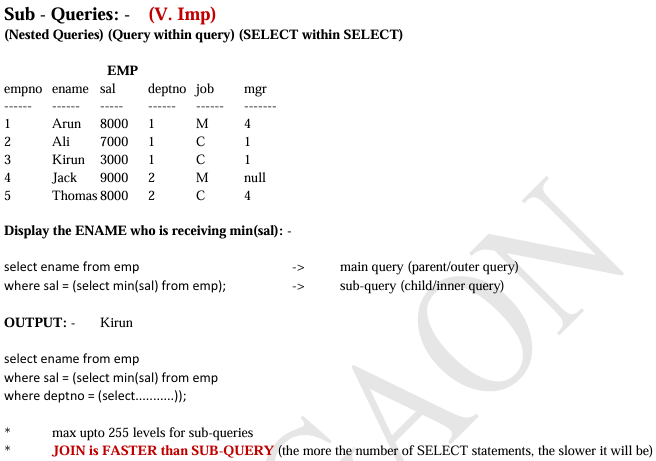 Sub - Queries: - (V. Imp)
(Nested Queries) (Query within query) (SELECT within SELECT)
EMP
empno ename sal deptno job mgr
------ ------ ----- ------ ------ -------
1 Arun 8000 1 M 4
2 Ali 7000 1 C 1
3 Kirun 3000 1 C 1
4 Jack 9000 2 M null
5 Thomas 8000 2 C 4
Display the ENAME who is receiving min(sal): -
select ename from emp -> main query (parent/outer query)
where sal = (select min(sal) from emp); -> sub-query (child/inner query)
OUTPUT: - Kirun
select ename from emp
where sal = (select min(sal) from emp
where deptno = (select...........));
* max upto 255 levels for sub-queries
* JOIN is FASTER than SUB-QUERY (the more the number of SELECT statements, the slower it will be)